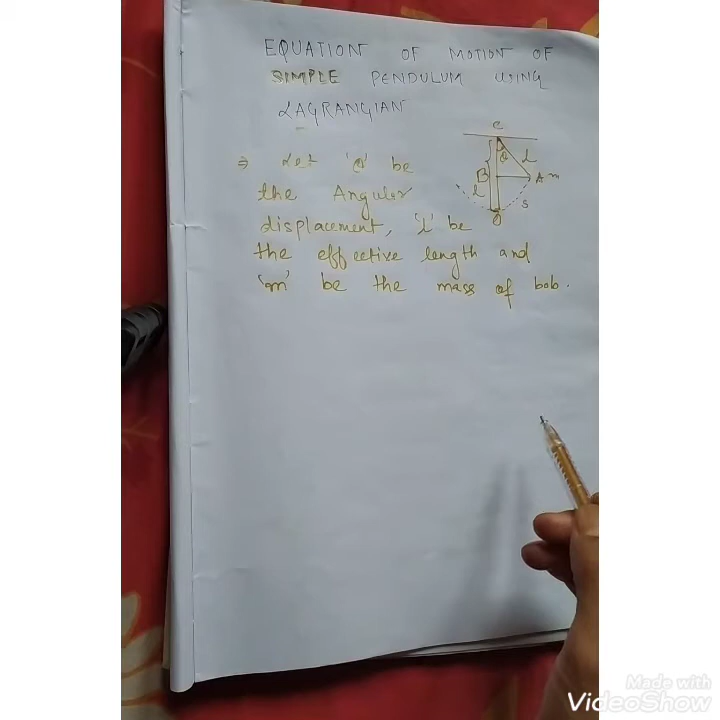 EQUATION OF MOTION OF
SIMPLE PENDULUM USING
LAGRANGIAN
C
θ l
B A m
l s
O
⇒ Let 'θ' be
the Angular
displacement, 'l' be
the effective length and
'm' be the mass of bob.
Made with
VideoShow